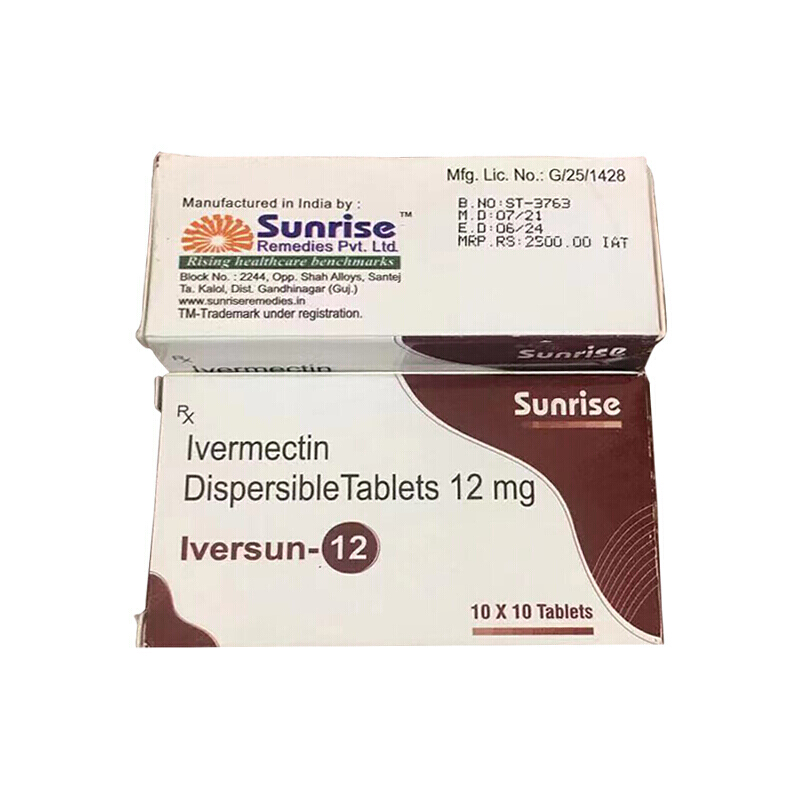 Manufactured in India by :
Sunrise™
Remedies Pvt. Ltd.
Rising healthcare benchmarks
Block No. : 2244, Opp. Shah Alloys, Santej
Ta. Kalol, Dist. Gandhinagar (Guj.)
www.sunriseremedies.in
TM-Trademark under registration.
Mfg. Lic. No.: G/25/1428
B.NO:ST-3763
M.D:07/21
E.D:06/24
MRP.RS:2500.00 IAT
Rx
Ivermectin
Sunrise
Rx
Ivermectin
Dispersible Tablets 12 mg
Iversun-12
Sunrise
10 X 10 Tablets